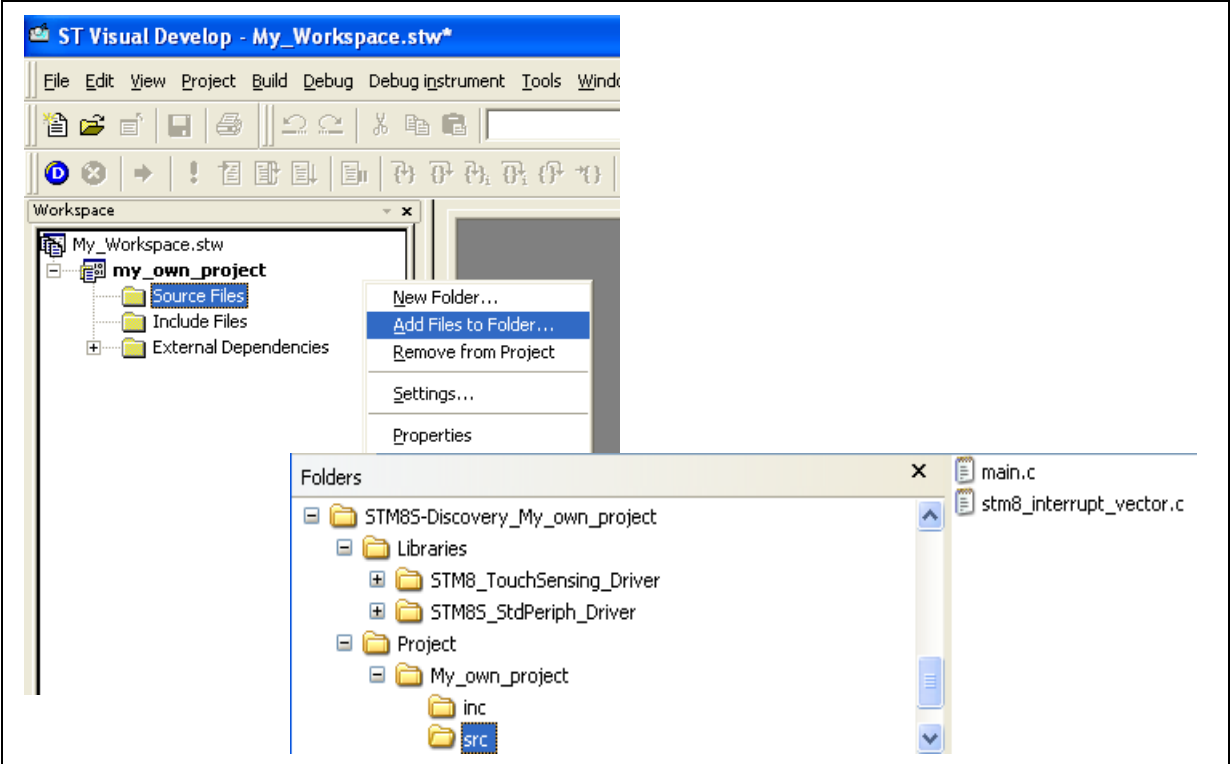 ST Visual Develop - My_Workspace.stw*
File Edit View Project Build Debug Debug instrument Tools Windo
D
Workspace
My_Workspace.stw
my_own_project
Source Files
Include Files
External Dependencies
New Folder...
Add Files to Folder...
Remove from Project
Settings...
Properties
Folders
STM8S-Discovery_My_own_project
Libraries
STM8_TouchSensing_Driver
STM8S_StdPeriph_Driver
Project
My_own_project
inc
src
main.c
stm8_interrupt_vector.c